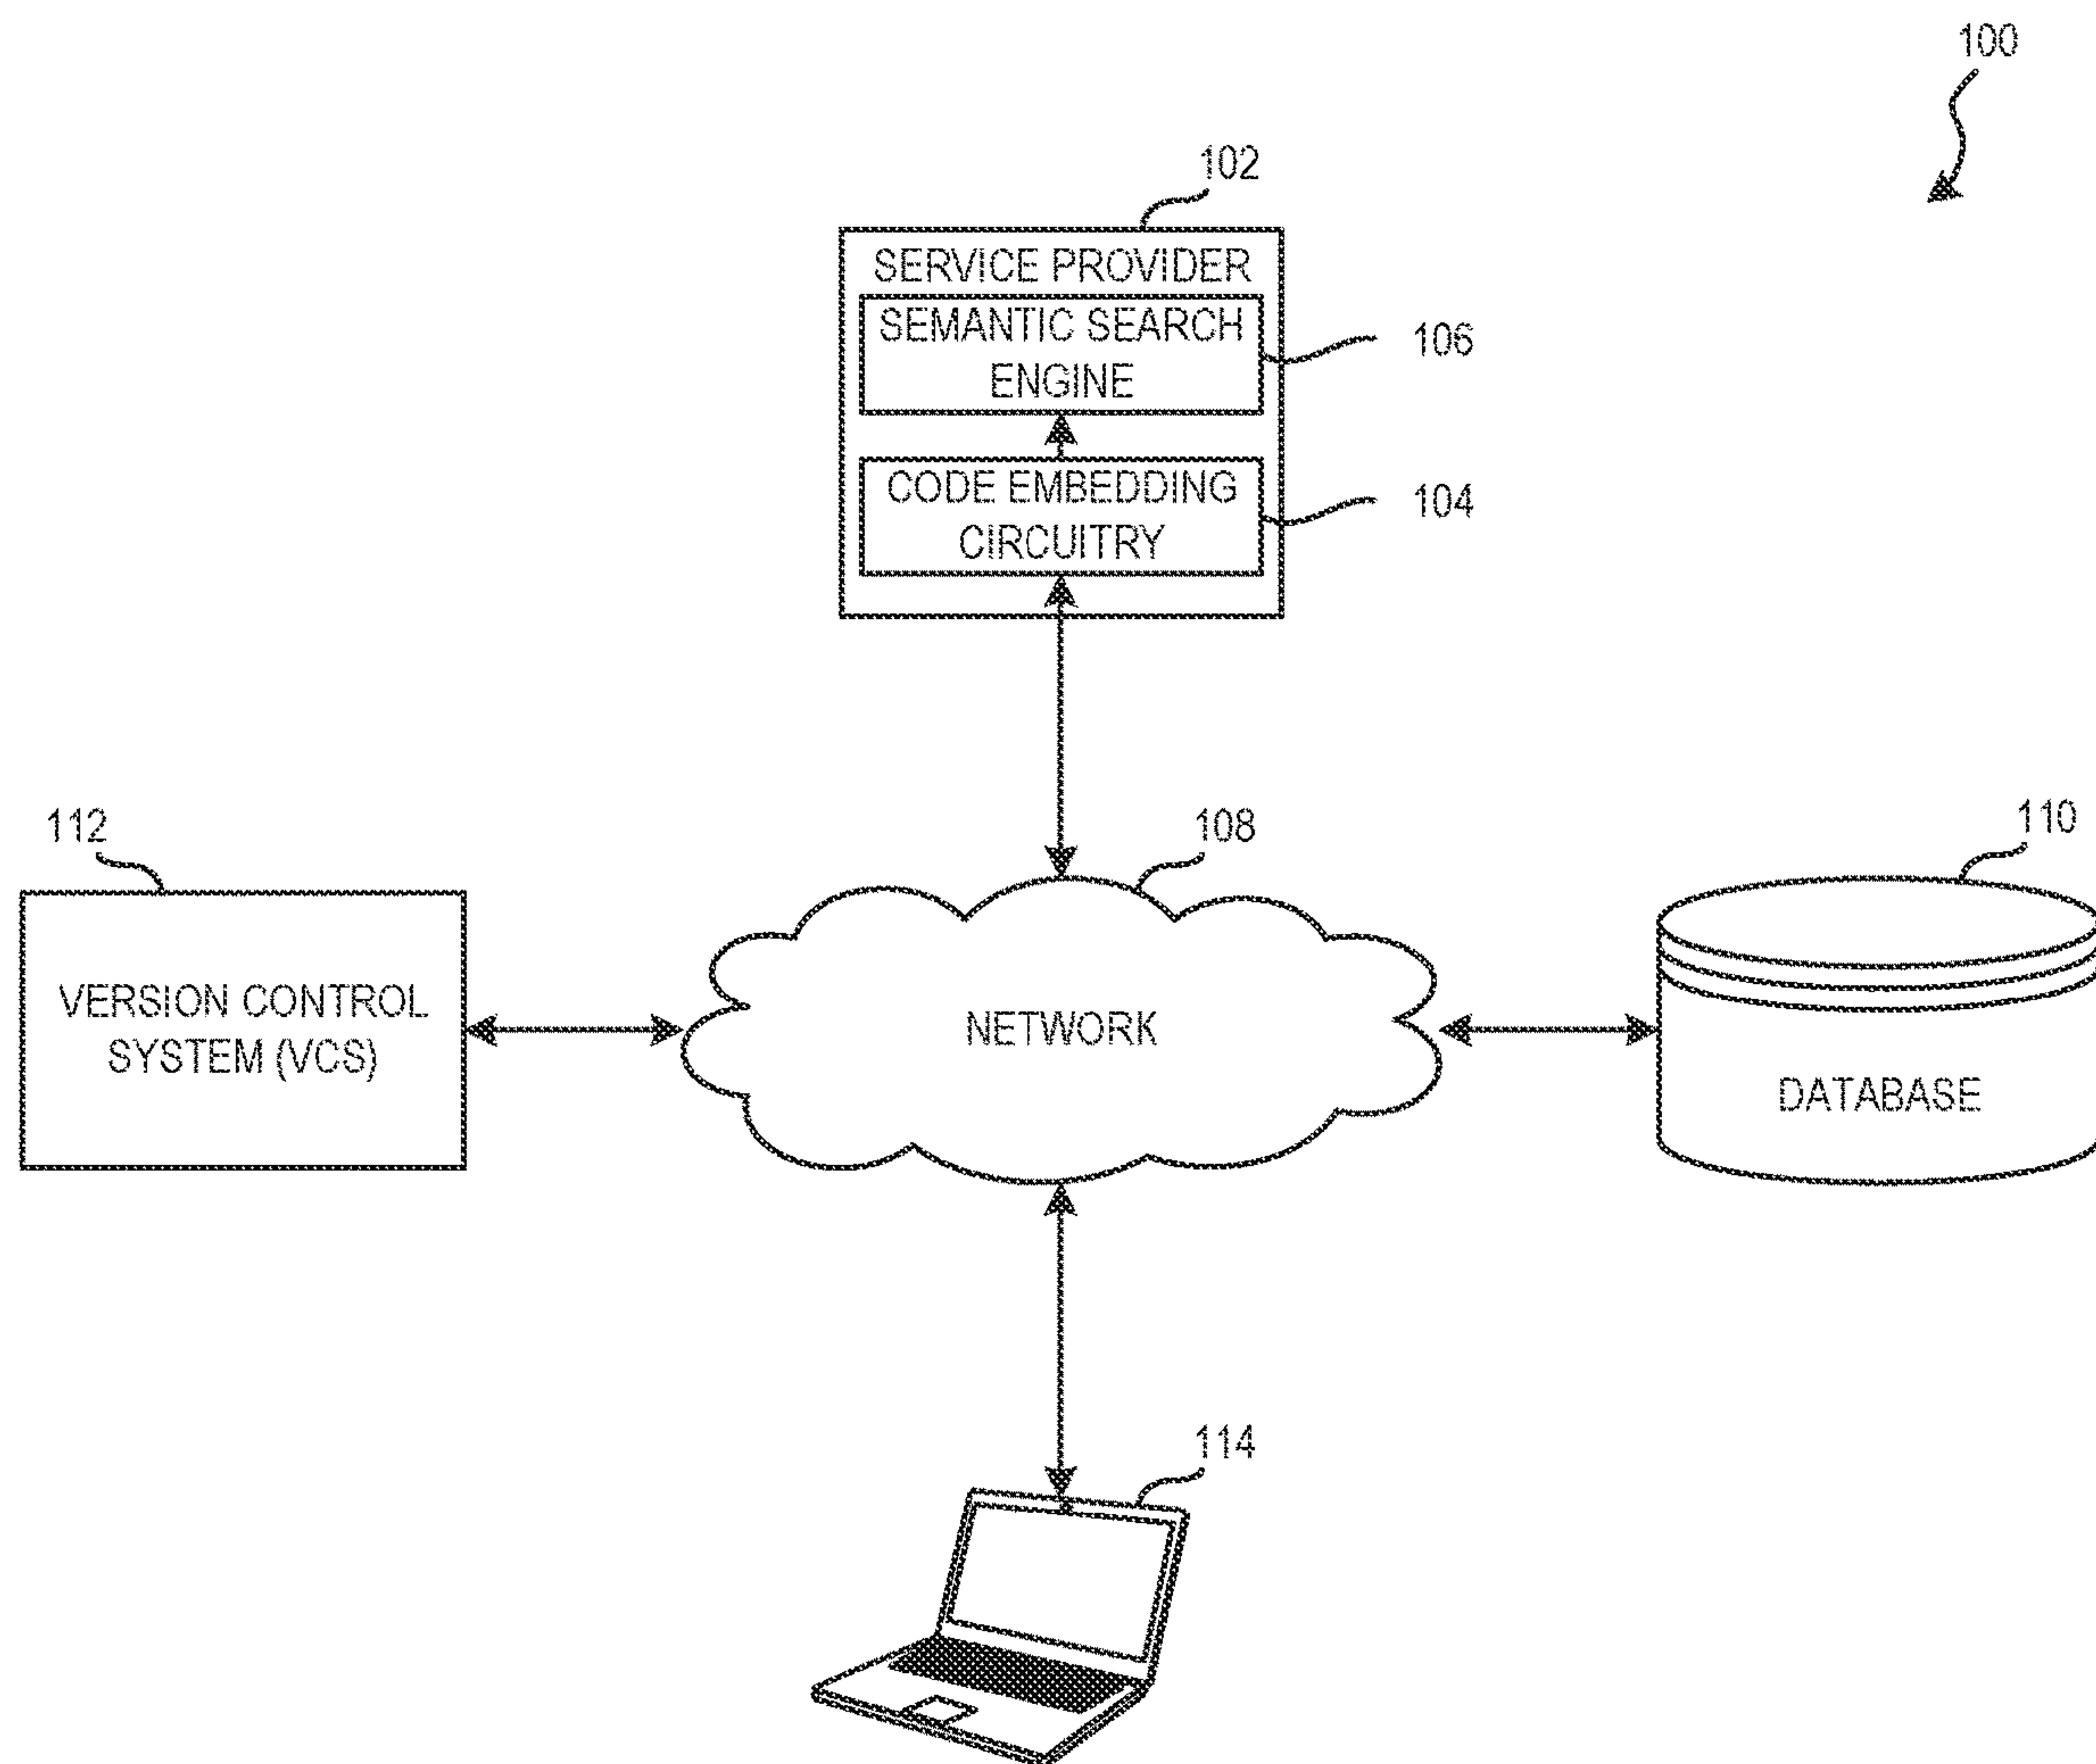 100
102
SERVICE PROVIDER
SEMANTIC SEARCH
ENGINE
106
CODE EMBEDDING
CIRCUITRY
104
112
108
110
VERSION CONTROL
SYSTEM (VCS)
NETWORK
DATABASE
114